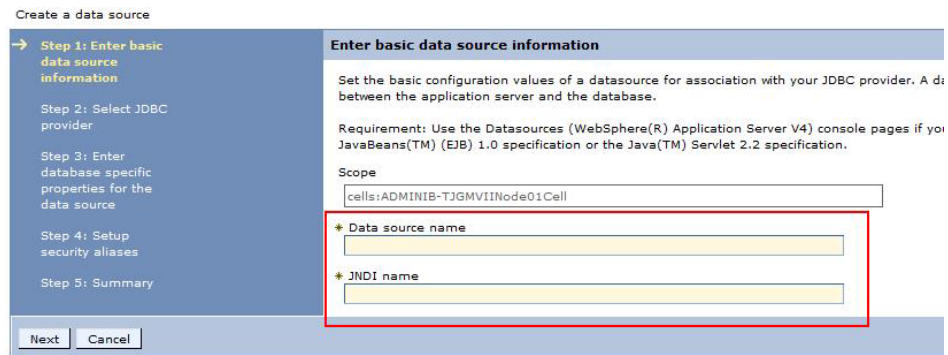 Create a data source
Step 1: Enter basic
data source
information
Step 2: Select JDBC
provider
Step 3: Enter
database specific
properties for the
data source
Step 4: Setup
security aliases
Step 5: Summary
Enter basic data source information
Set the basic configuration values of a datasource for association with your JDBC provider. A da
between the application server and the database.
Requirement: Use the Datasources (WebSphere(R) Application Server V4) console pages if you
JavaBeans(TM) (EJB) 1.0 specification or the Java(TM) Servlet 2.2 specification.
Scope
cells:ADMINIB-TJGMVIINode01Cell
* Data source name
* JNDI name
Next Cancel